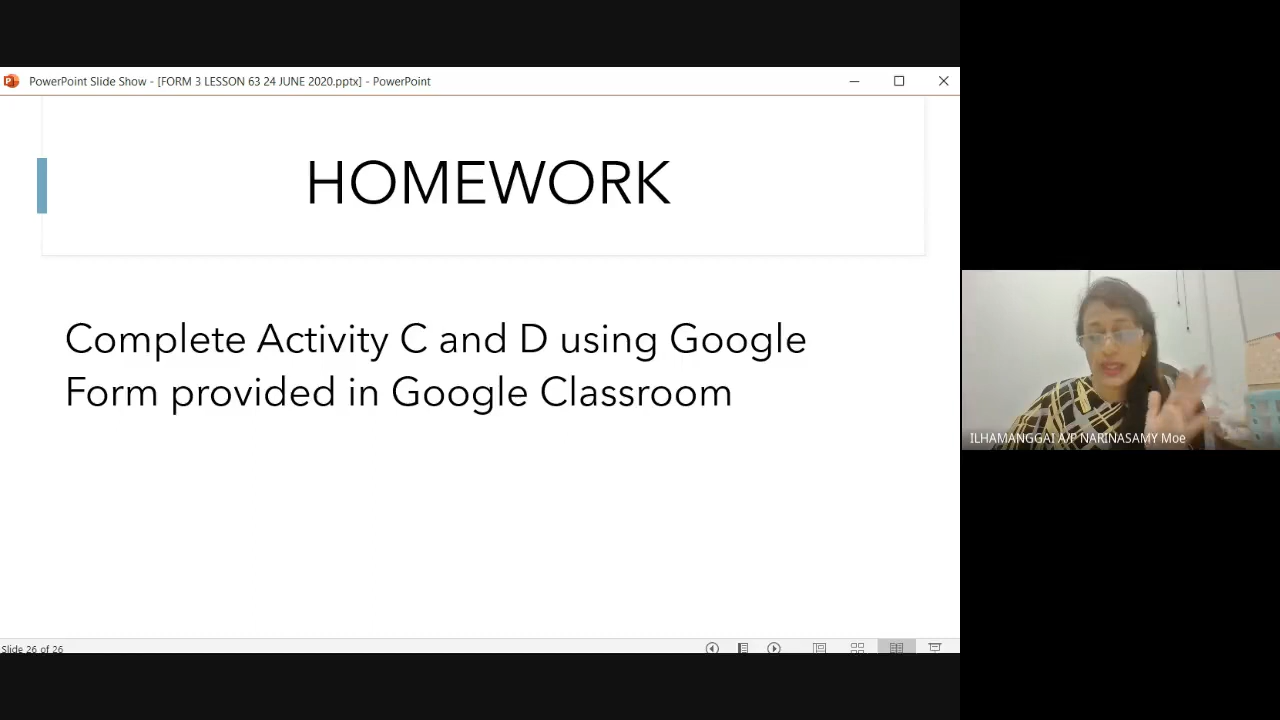 PowerPoint Slide Show - [FORM 3 LESSON 63 24 JUNE 2020.pptx] - PowerPoint
HOMEWORK
Complete Activity C and D using Google
Form provided in Google Classroom
ILHAMANGGAI A/P NARINASAMY Moe
Slide 26 of 26